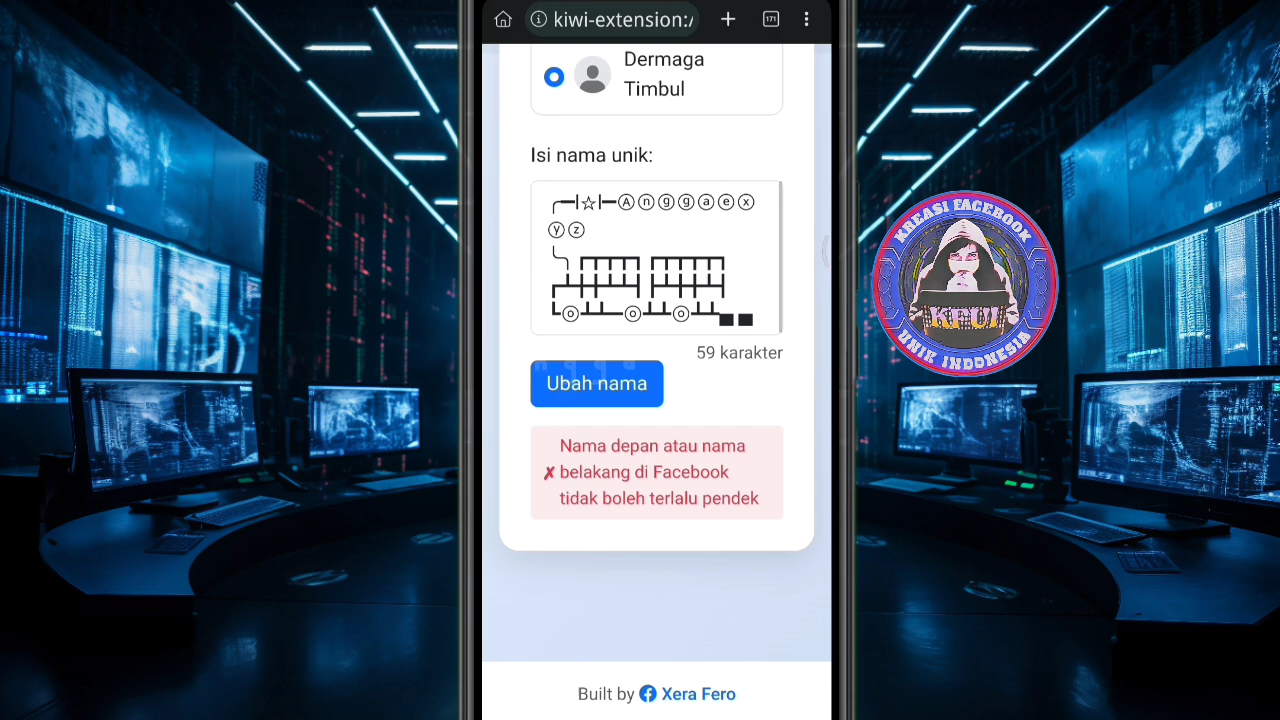 kiwi-extension:/
171
Dermaga
Timbul
Isi nama unik:
╭━|☆|━Ⓐⓝⓖⓖⓐⓔⓧ
ⓨⓩ
59 karakter
Ubah nama
✗ Nama depan atau nama
belakang di Facebook
tidak boleh terlalu pendek
Built by Xera Fero
KREASI FACEBOOK
KFUI
UNIK INDONESIA